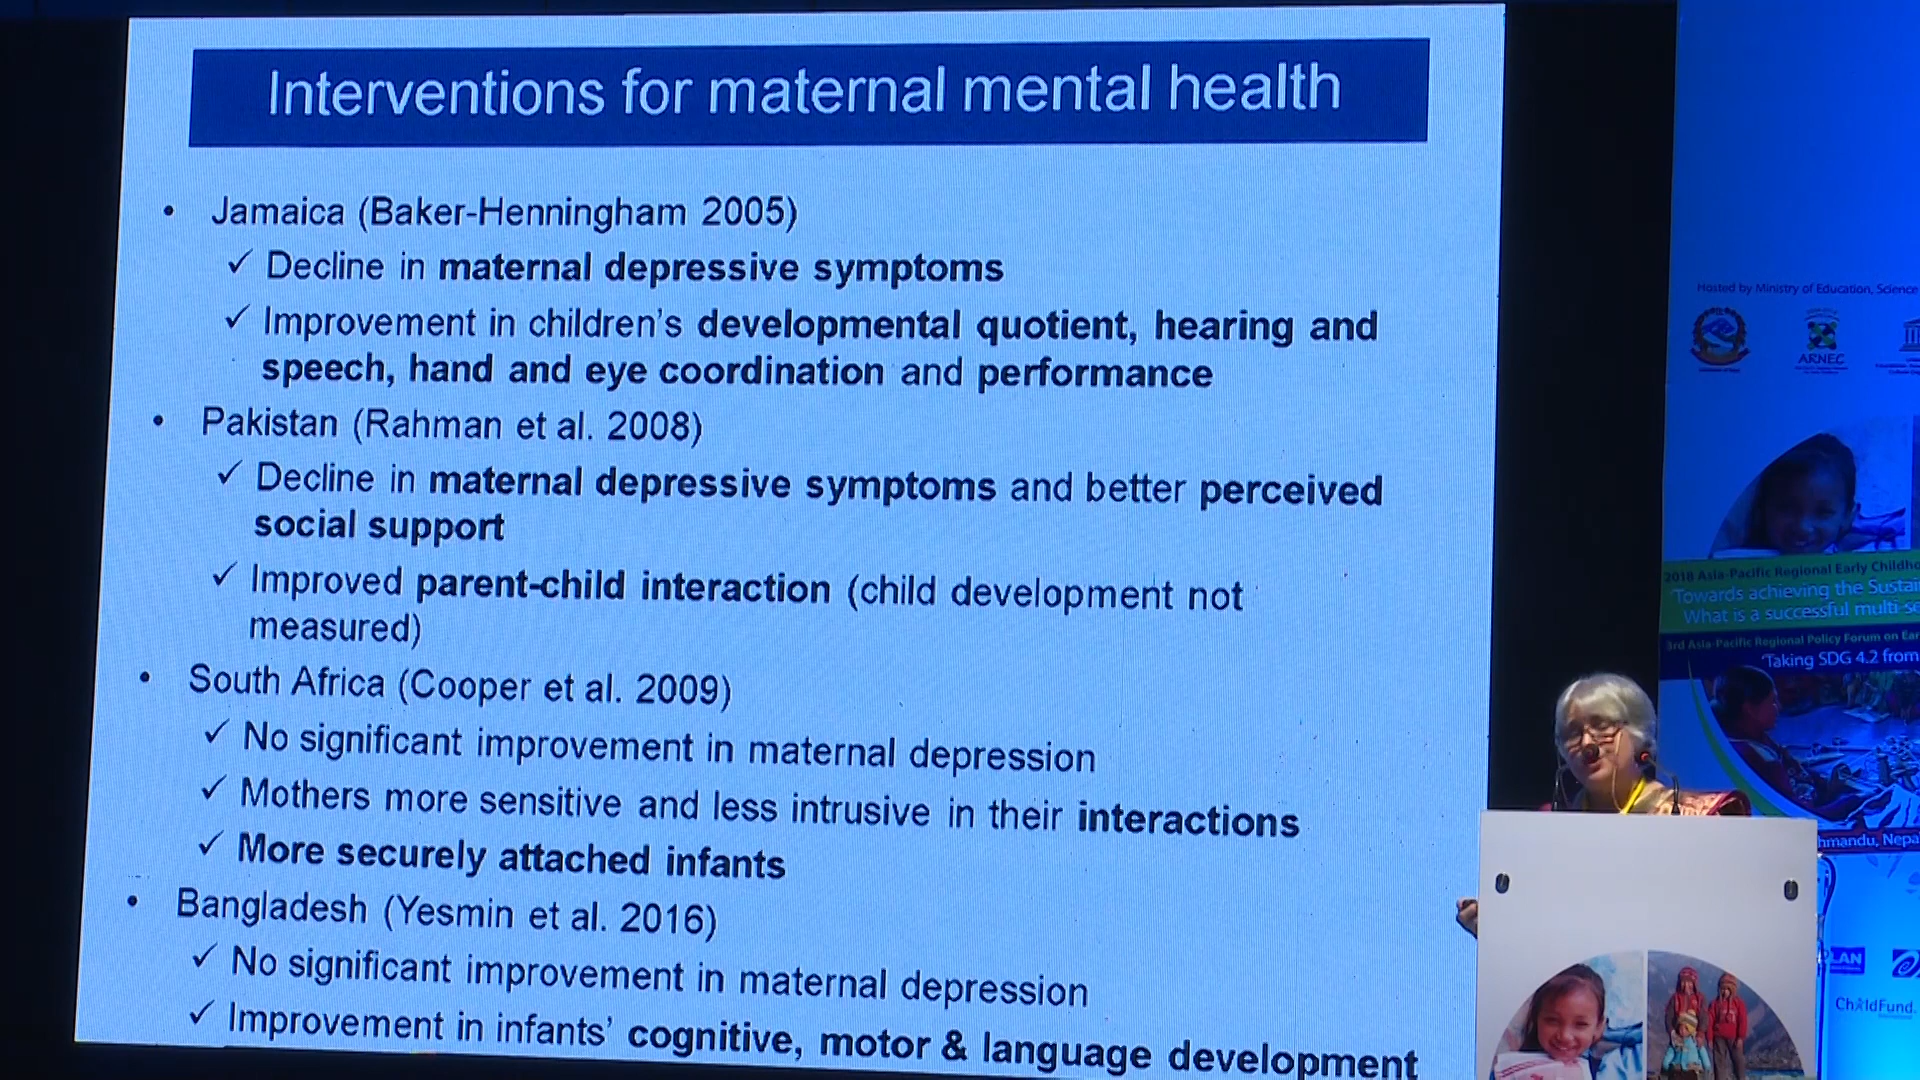 Interventions for maternal mental health
• Jamaica (Baker-Henningham 2005)
✓ Decline in maternal depressive symptoms
✓ Improvement in children's developmental quotient, hearing and
speech, hand and eye coordination and performance
• Pakistan (Rahman et al. 2008)
✓ Decline in maternal depressive symptoms and better perceived
social support
✓ Improved parent-child interaction (child development not
measured)
• South Africa (Cooper et al. 2009)
✓ No significant improvement in maternal depression
✓ Mothers more sensitive and less intrusive in their interactions
✓ More securely attached infants
• Bangladesh (Yesmin et al. 2016)
✓ No significant improvement in maternal depression
✓ Improvement in infants' cognitive, motor & language development
Hosted by Ministry of Education, Science
ARNEC
2018 Asia-Pacific Regional Early Childho
Towards achieving the Sustai
What is a successful multi-se
3rd Asia-Pacific Regional Policy Forum on Ear
'Taking SDG 4.2 from
hmandu, Nepa
LAN
ChildFund.